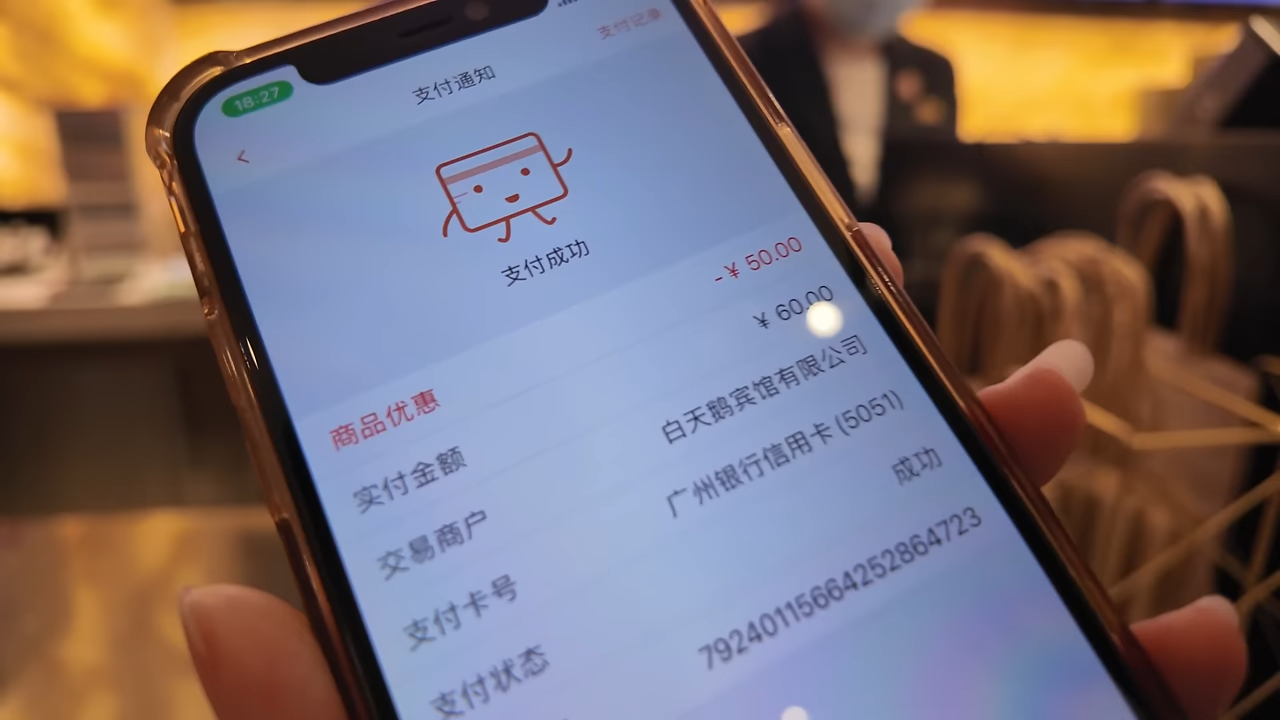 18:27
支付通知
支付记录
<
支付成功
商品优惠 -¥ 50.00
实付金额 ¥ 60.00
交易商户 白天鹅宾馆有限公司
支付卡号 广州银行信用卡 (5051)
支付状态 成功
79240115664252864723